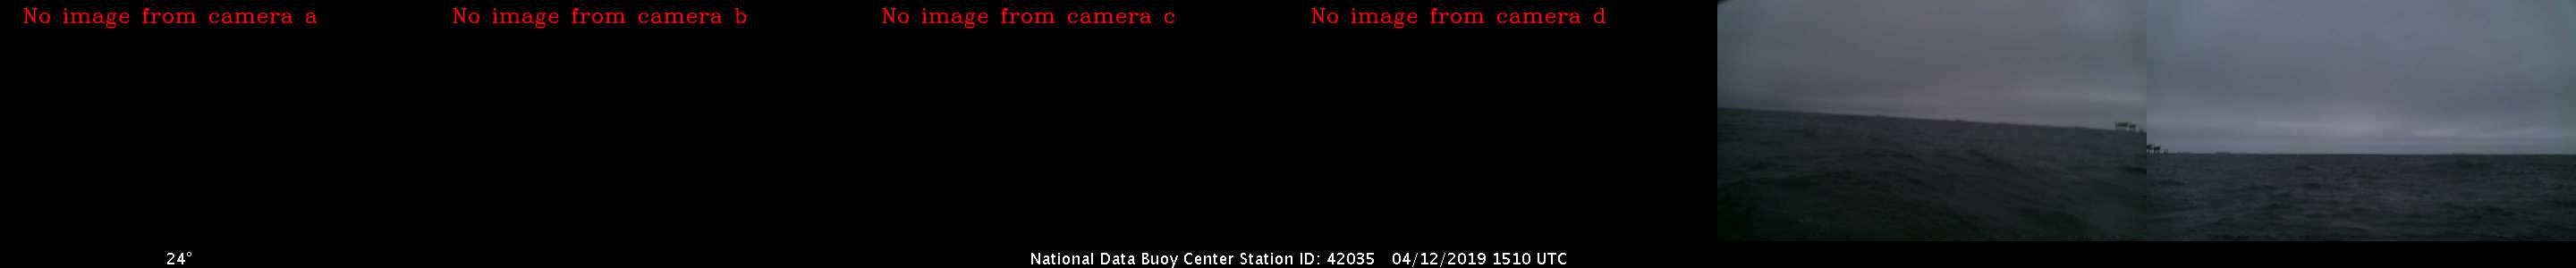 No image from camera a
No image from camera b
No image from camera c
No image from camera d
24°
National Data Buoy Center Station ID: 42035 04/12/2019 1510 UTC